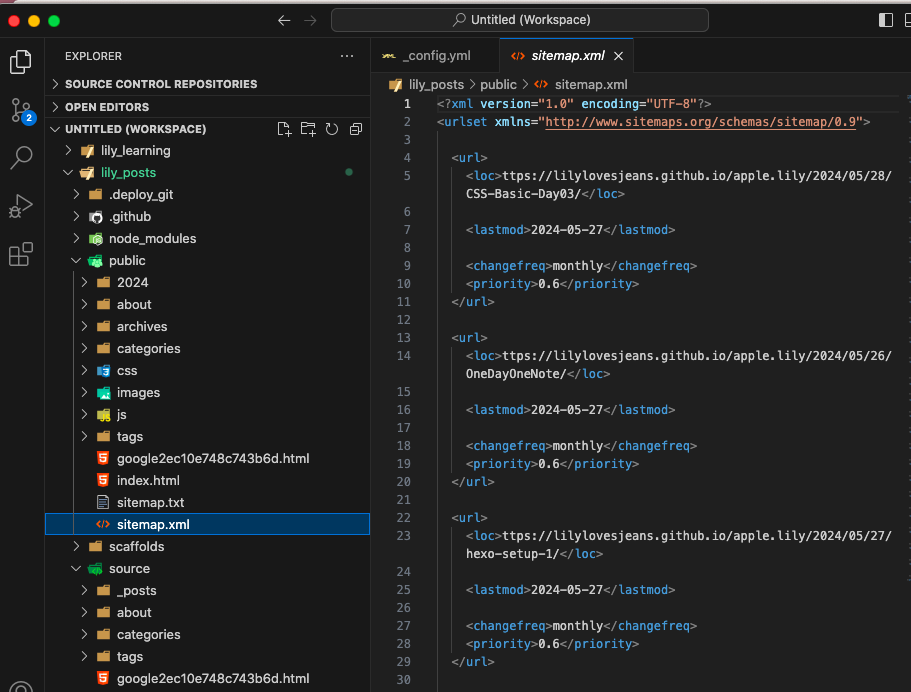 Untitled (Workspace)
EXPLORER
SOURCE CONTROL REPOSITORIES
OPEN EDITORS
UNTITLED (WORKSPACE)
2
lily_learning
lily_posts
.deploy_git
.github
node_modules
public
2024
about
archives
categories
css
images
js
tags
google2ec10e748c743b6d.html
index.html
sitemap.txt
sitemap.xml
scaffolds
source
_posts
about
categories
tags
google2ec10e748c743b6d.html
_config.yml
sitemap.xml
lily_posts > public > sitemap.xml
1 <?xml version="1.0" encoding="UTF-8"?>
2 <urlset xmlns="http://www.sitemaps.org/schemas/sitemap/0.9">
3
4 <url>
5 <loc>ttps://lilylovesjeans.github.io/apple.lily/2024/05/28/
CSS-Basic-Day03/</loc>
6
7 <lastmod>2024-05-27</lastmod>
8
9 <changefreq>monthly</changefreq>
10 <priority>0.6</priority>
11 </url>
12
13 <url>
14 <loc>ttps://lilylovesjeans.github.io/apple.lily/2024/05/26/
OneDayOneNote/</loc>
15
16 <lastmod>2024-05-27</lastmod>
17
18 <changefreq>monthly</changefreq>
19 <priority>0.6</priority>
20 </url>
21
22 <url>
23 <loc>ttps://lilylovesjeans.github.io/apple.lily/2024/05/27/
hexo-setup-1/</loc>
24
25 <lastmod>2024-05-27</lastmod>
26
27 <changefreq>monthly</changefreq>
28 <priority>0.6</priority>
29 </url>
30